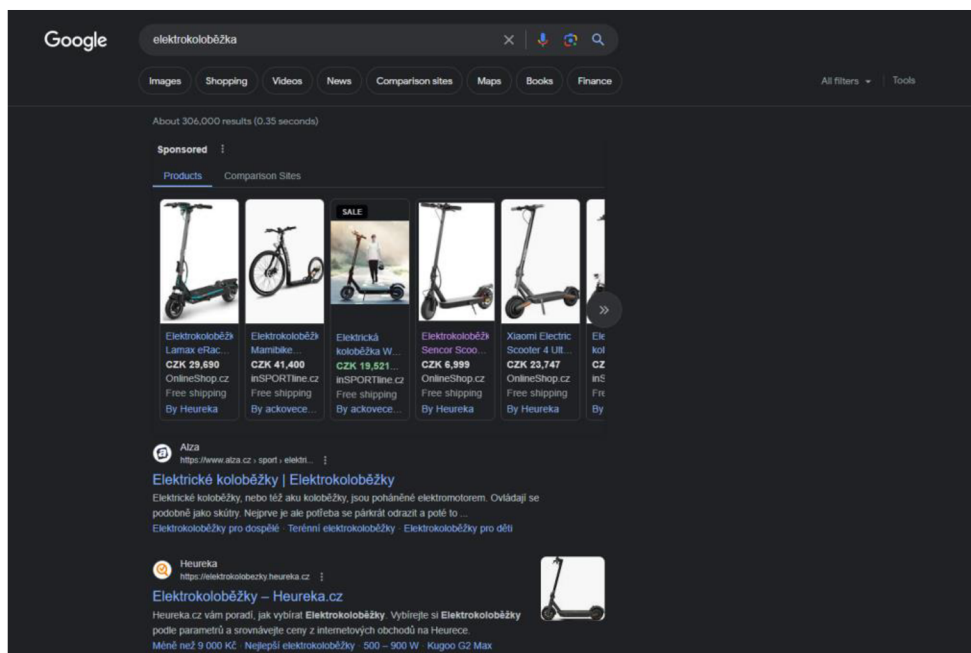 Google
elektrokoloběžka
Images Shopping Videos News Comparison sites Maps Books Finance
All filters Tools
About 306,000 results (0.35 seconds)
Sponsored
Products Comparison Sites
SALE
Elektrokoloběžk
Lamax eRac...
CZK 29,690
OnlineShop.cz
Free shipping
By Heureka
Elektrokoloběžk
Mamibike...
CZK 41,400
inSPORTline.cz
Free shipping
By ackovece...
Elektrická
koloběžka W...
CZK 19,521...
inSPORTline.cz
Free shipping
By ackovece...
Elektrokoloběžk
Sencor Scoo...
CZK 6,999
OnlineShop.cz
Free shipping
By Heureka
Xiaomi Electric
Scooter 4 Ult...
CZK 23,747
OnlineShop.cz
Free shipping
By Heureka
Ele
kol
CZ
inS
Fre
By
Alza
https://www.alza.cz › sport › elektri...
Elektrické koloběžky | Elektrokoloběžky
Elektrické koloběžky, nebo též aku koloběžky, jsou poháněné elektromotorem. Ovládají se
podobně jako skútry. Nejprve je ale potřeba se párkrát odrazit a poté to ...
Elektrokoloběžky pro dospělé · Terénní elektrokoloběžky · Elektrokoloběžky pro děti
Heureka
https://elektrokolobezky.heureka.cz
Elektrokoloběžky – Heureka.cz
Heureka.cz vám poradí, jak vybírat Elektrokoloběžky. Vybírejte si Elektrokoloběžky
podle parametrů a srovnávejte ceny z internetových obchodů na Heurece.
Méně než 9 000 Kč · Nejlepší elektrokoloběžky · 500 – 900 W · Kugoo G2 Max